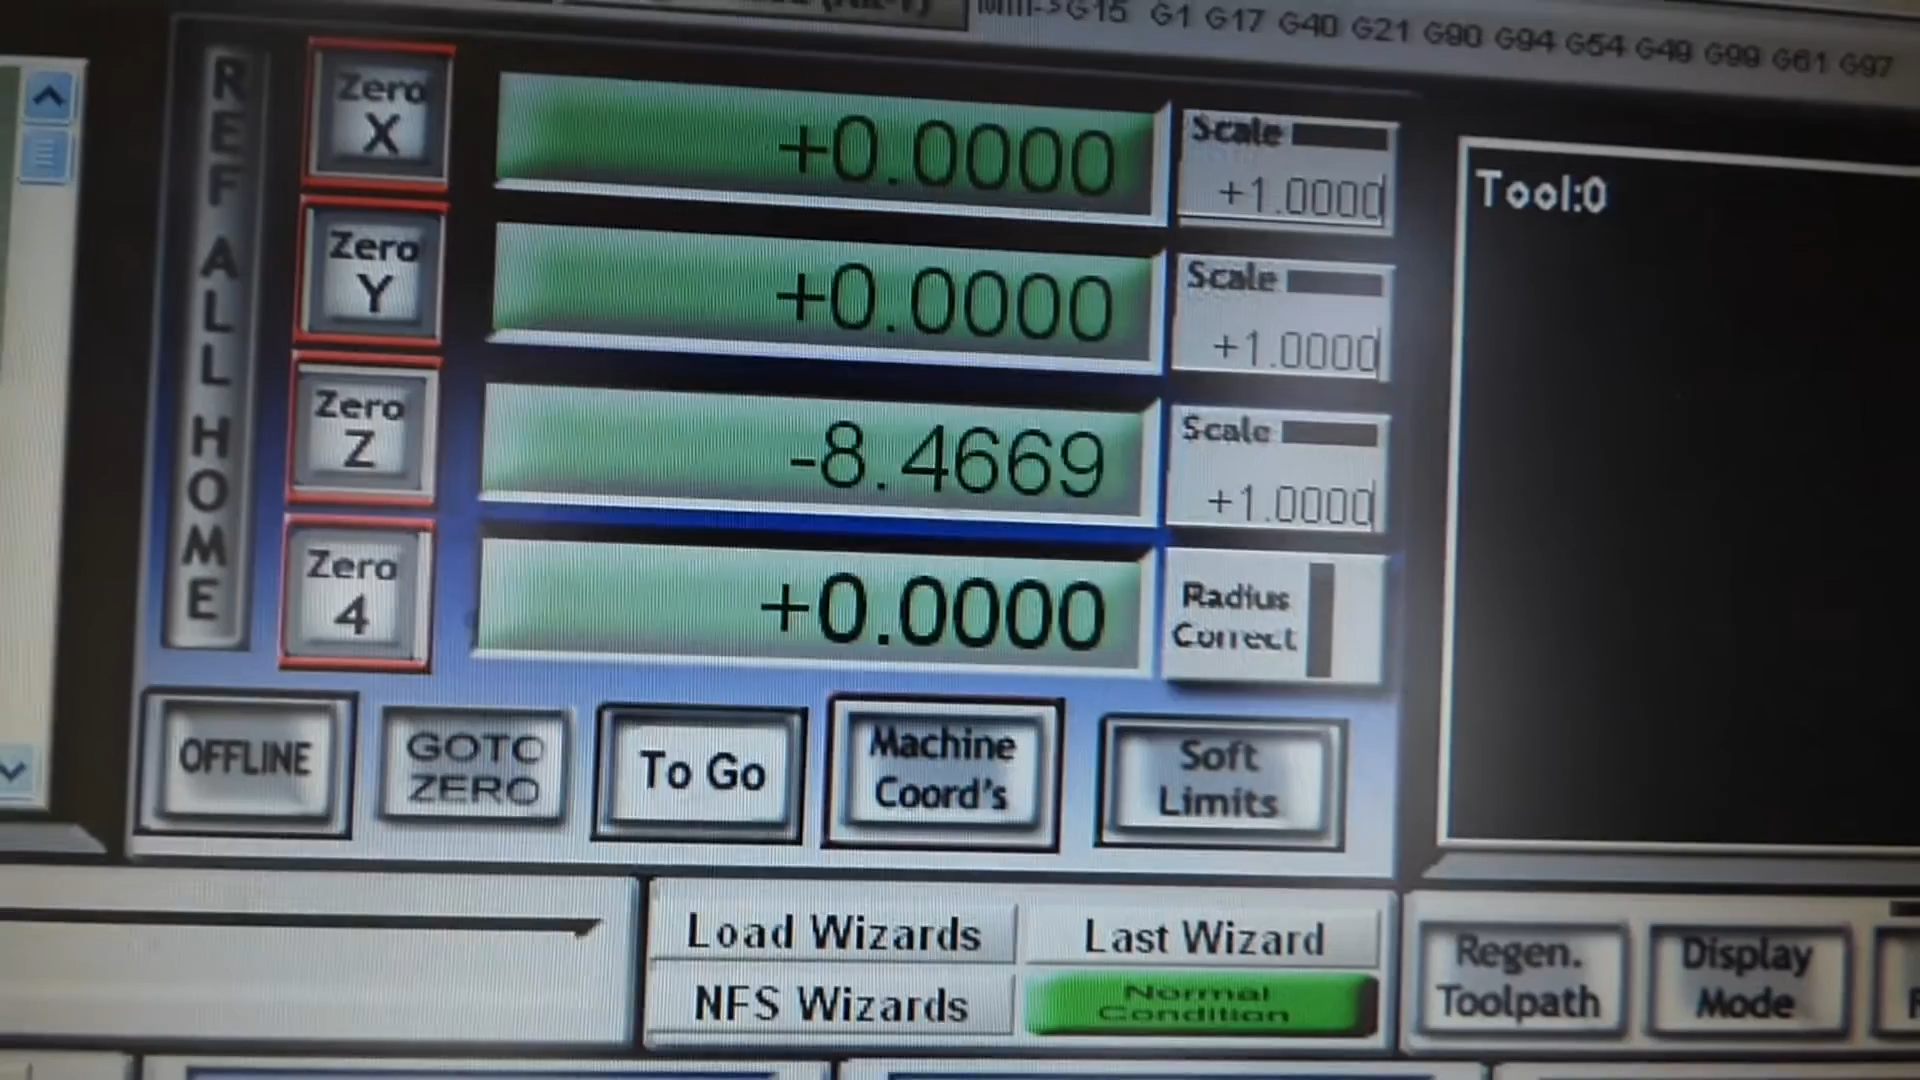 G15 G1 G17 G40 G21 G90 G94 G54 G49 G99 G61 G97
REF ALL HOME
Zero X
+0.0000
Scale
+1.0000
Tool:0
Zero Y
+0.0000
Scale
+1.0000
Zero Z
-8.4669
Scale
+1.0000
Zero 4
+0.0000
Radius
Correct
OFFLINE
GOTO
ZERO
To Go
Machine
Coord's
Soft
Limits
Load Wizards
Last Wizard
NFS Wizards
Normal
Condition
Regen.
Toolpath
Display
Mode